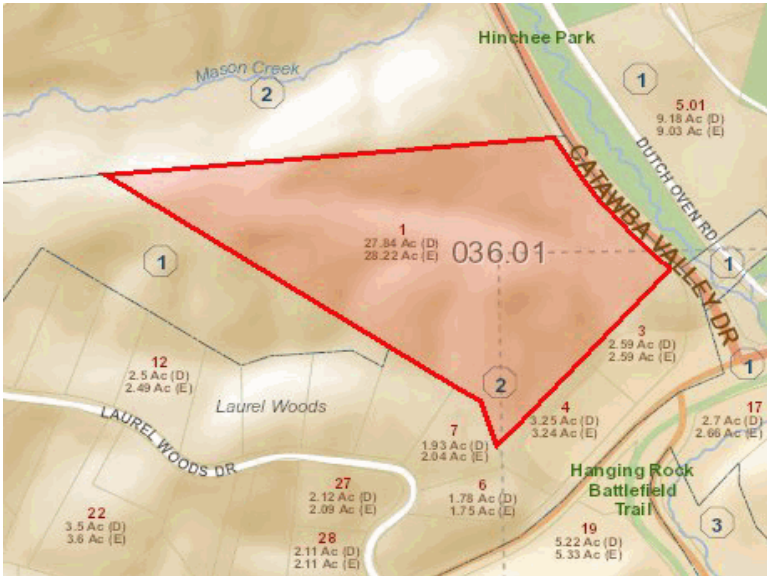 Hinchee Park
Mason Creek
2
1
5.01
9.18 Ac (D)
9.03 Ac (E)
DUTCH OVEN RD
CATAWBA VALLEY DR
1
27.84 Ac (D)
28.22 Ac (E)
036.01
1
1
3
2.59 Ac (D)
2.59 Ac (E)
1
12
2.5 Ac (D)
2.49 Ac (E)
2
Laurel Woods
4
3.25 Ac (D)
3.24 Ac (E)
17
2.7 Ac (D)
2.66 Ac (E)
LAUREL WOODS DR
7
1.93 Ac (D)
2.04 Ac (E)
Hanging Rock
Battlefield
Trail
27
2.12 Ac (D)
2.09 Ac (E)
6
1.78 Ac (D)
1.75 Ac (E)
22
3.5 Ac (D)
3.6 Ac (E)
3
19
5.22 Ac (D)
5.33 Ac (E)
28
2.11 Ac (D)
2.11 Ac (E)